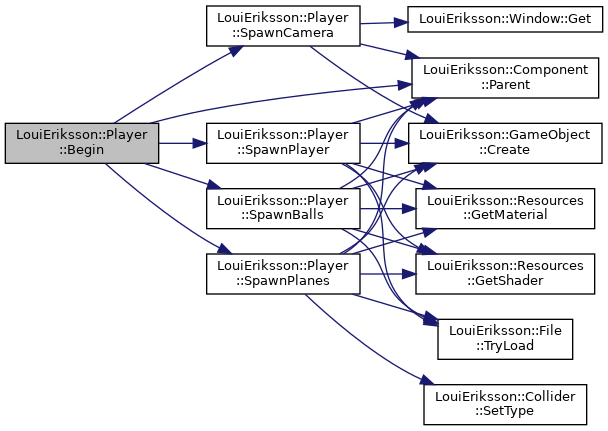 LouiEriksson::Player
::Begin
LouiEriksson::Player
::SpawnCamera
LouiEriksson::Player
::SpawnPlayer
LouiEriksson::Player
::SpawnBalls
LouiEriksson::Player
::SpawnPlanes
LouiEriksson::Window::Get
LouiEriksson::Component
::Parent
LouiEriksson::GameObject
::Create
LouiEriksson::Resources
::GetMaterial
LouiEriksson::Resources
::GetShader
LouiEriksson::File
::TryLoad
LouiEriksson::Collider
::SetType